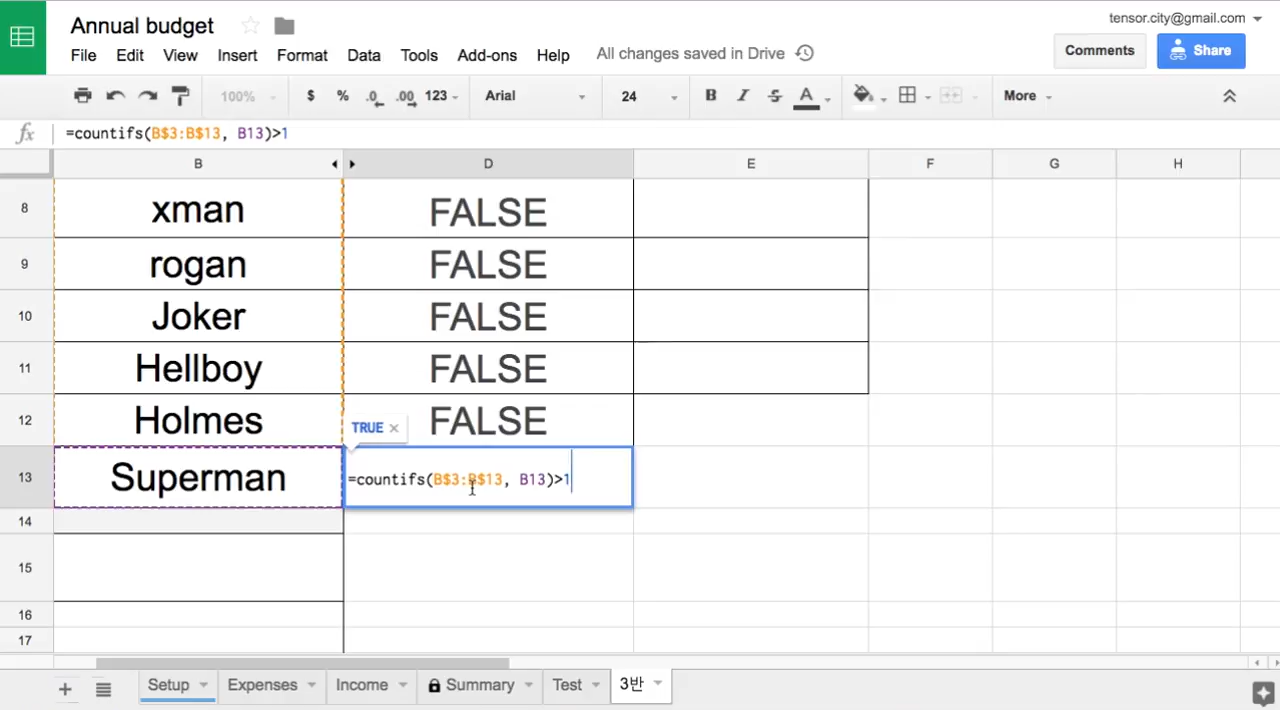 Annual budget
tensor.city@gmail.com
File Edit View Insert Format Data Tools Add-ons Help All changes saved in Drive
Comments Share
100% $ % .0 .00 123 Arial 24 B I S A More
fx =countifs(B$3:B$13, B13)>1
B D E F G H
8 xman FALSE
9 rogan FALSE
10 Joker FALSE
11 Hellboy FALSE
12 Holmes FALSE
TRUE ×
13 Superman =countifs(B$3:B$13, B13)>1
14
15
16
17
Setup Expenses Income Summary Test 3반